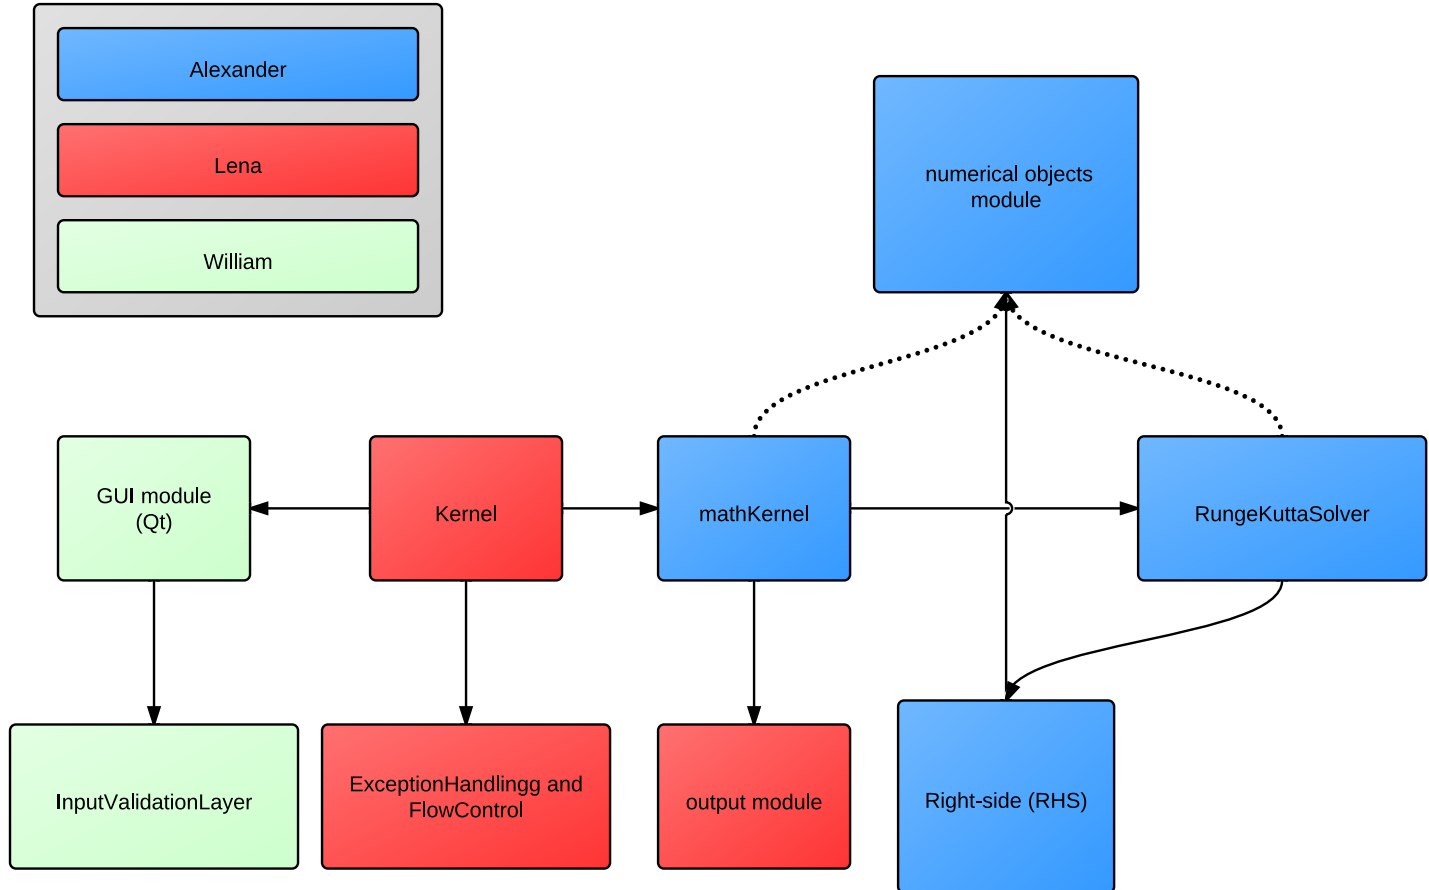 Alexander
Lena
William
numerical objects
module
GUI module
(Qt)
Kernel
mathKernel
RungeKuttaSolver
InputValidationLayer
ExceptionHandlingg and
FlowControl
output module
Right-side (RHS)